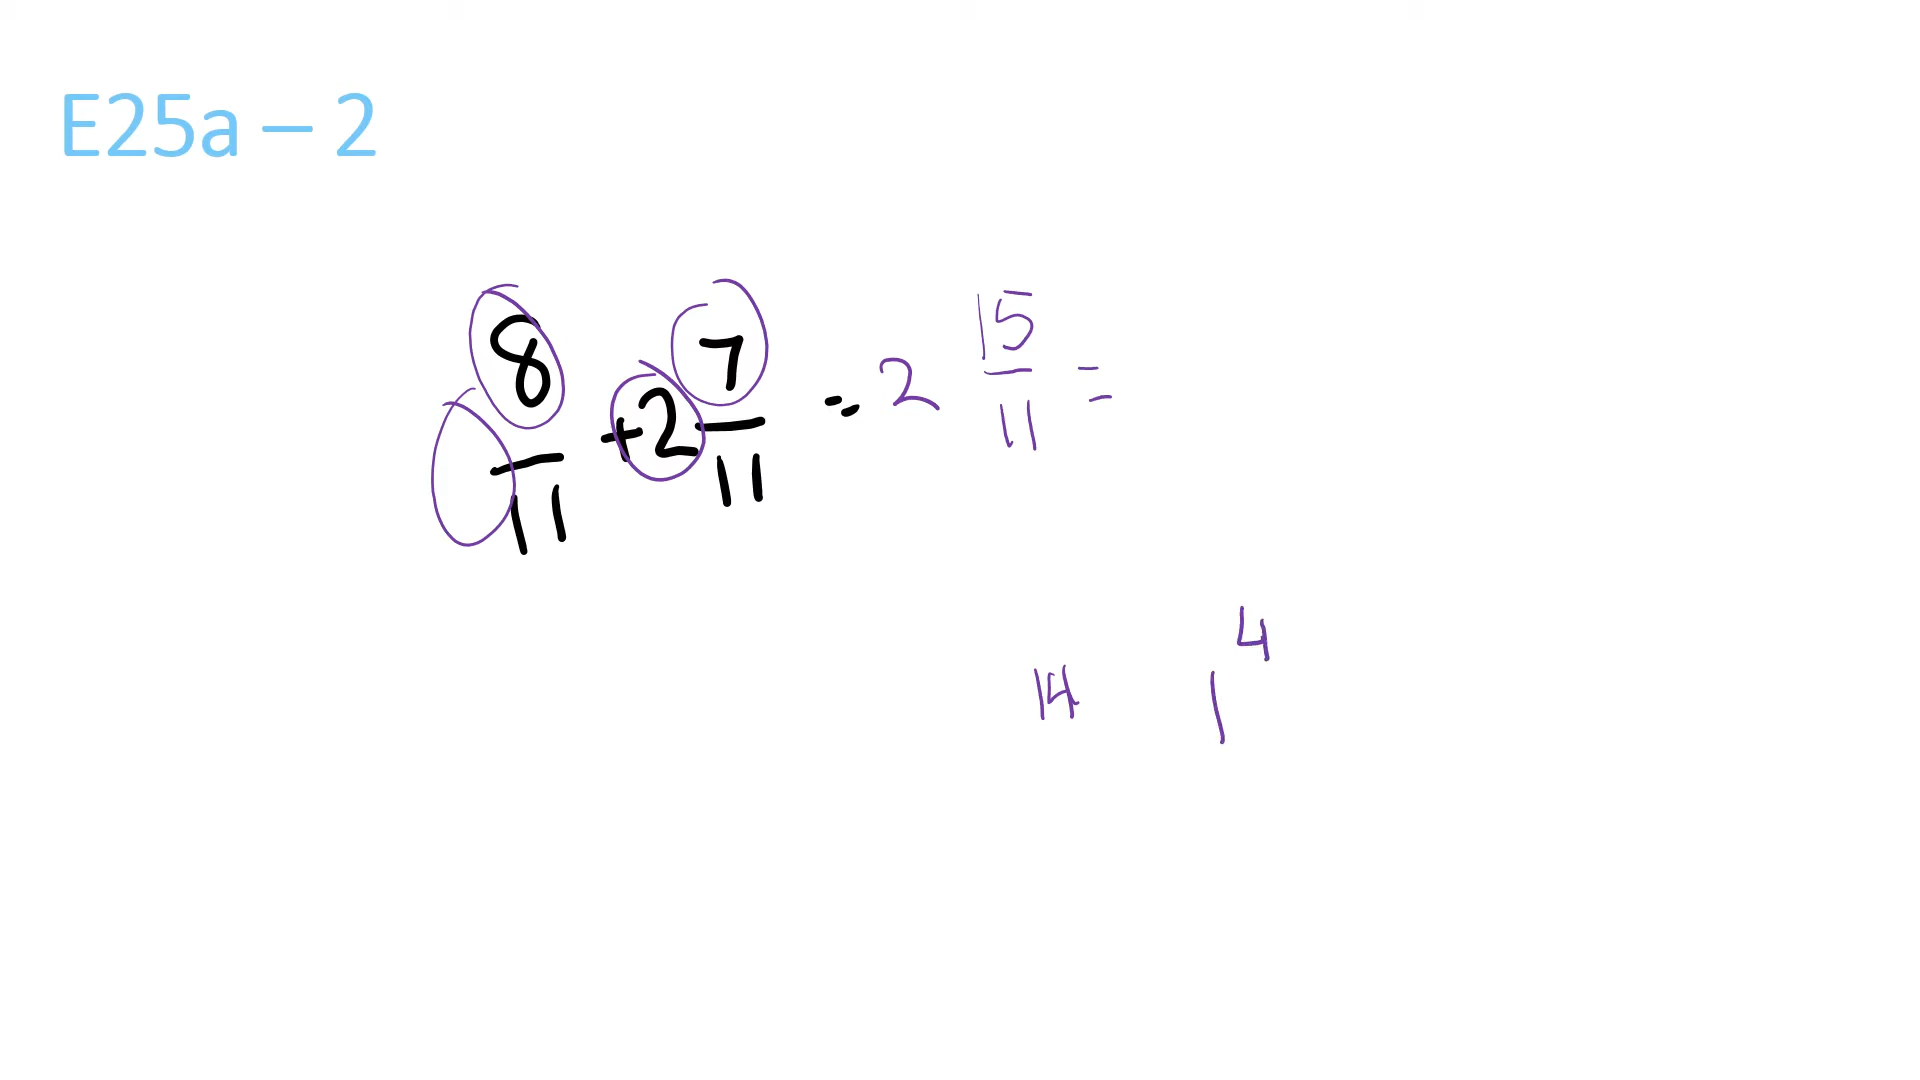 E25a – 2
8/11 + 2 7/11 = 2 15/11 =
14 1 4